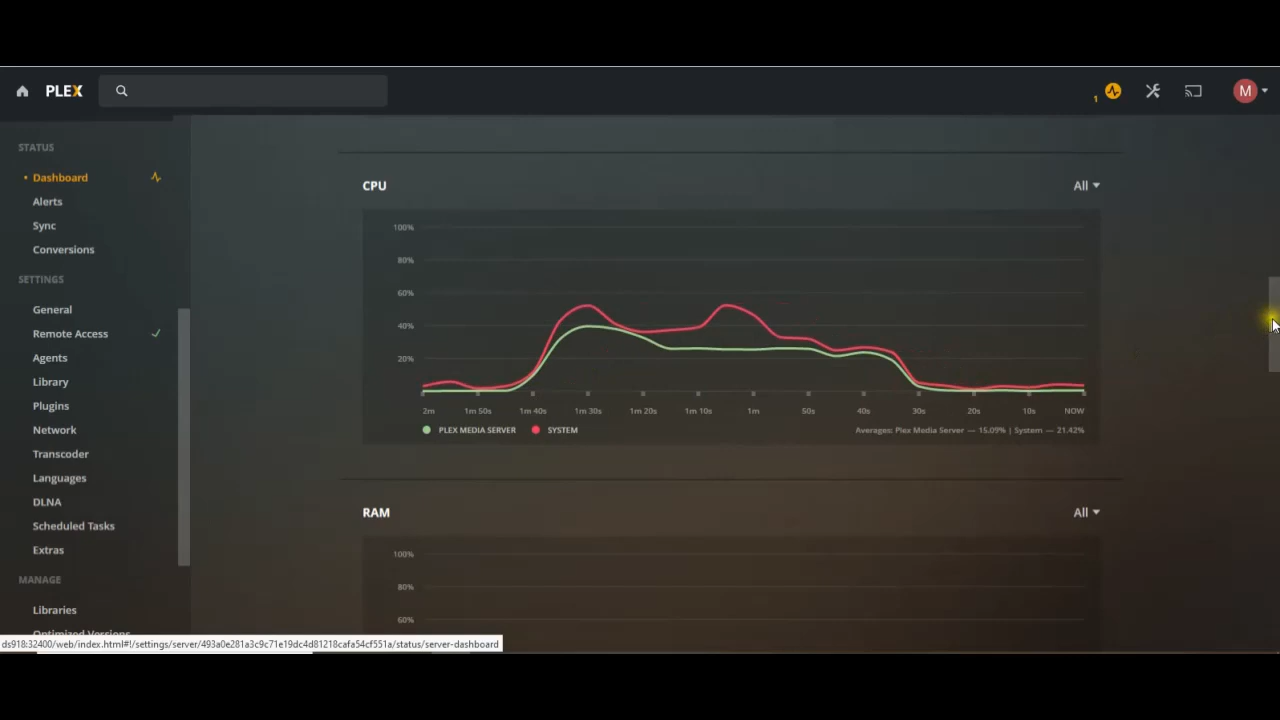 PLEX
1
M
STATUS
Dashboard
Alerts
Sync
Conversions
SETTINGS
General
Remote Access
Agents
Library
Plugins
Network
Transcoder
Languages
DLNA
Scheduled Tasks
Extras
MANAGE
Libraries
Optimized Versions
ds918:32400/web/index.html#!/settings/server/493a0e281a3c9c71e19dc4d81218cafa54cf551a/status/server-dashboard
CPU All
100%
80%
60%
40%
20%
2m 1m 50s 1m 40s 1m 30s 1m 20s 1m 10s 1m 50s 40s 30s 20s 10s NOW
PLEX MEDIA SERVER SYSTEM Averages: Plex Media Server — 15.09% | System — 21.42%
RAM All
100%
80%
60%